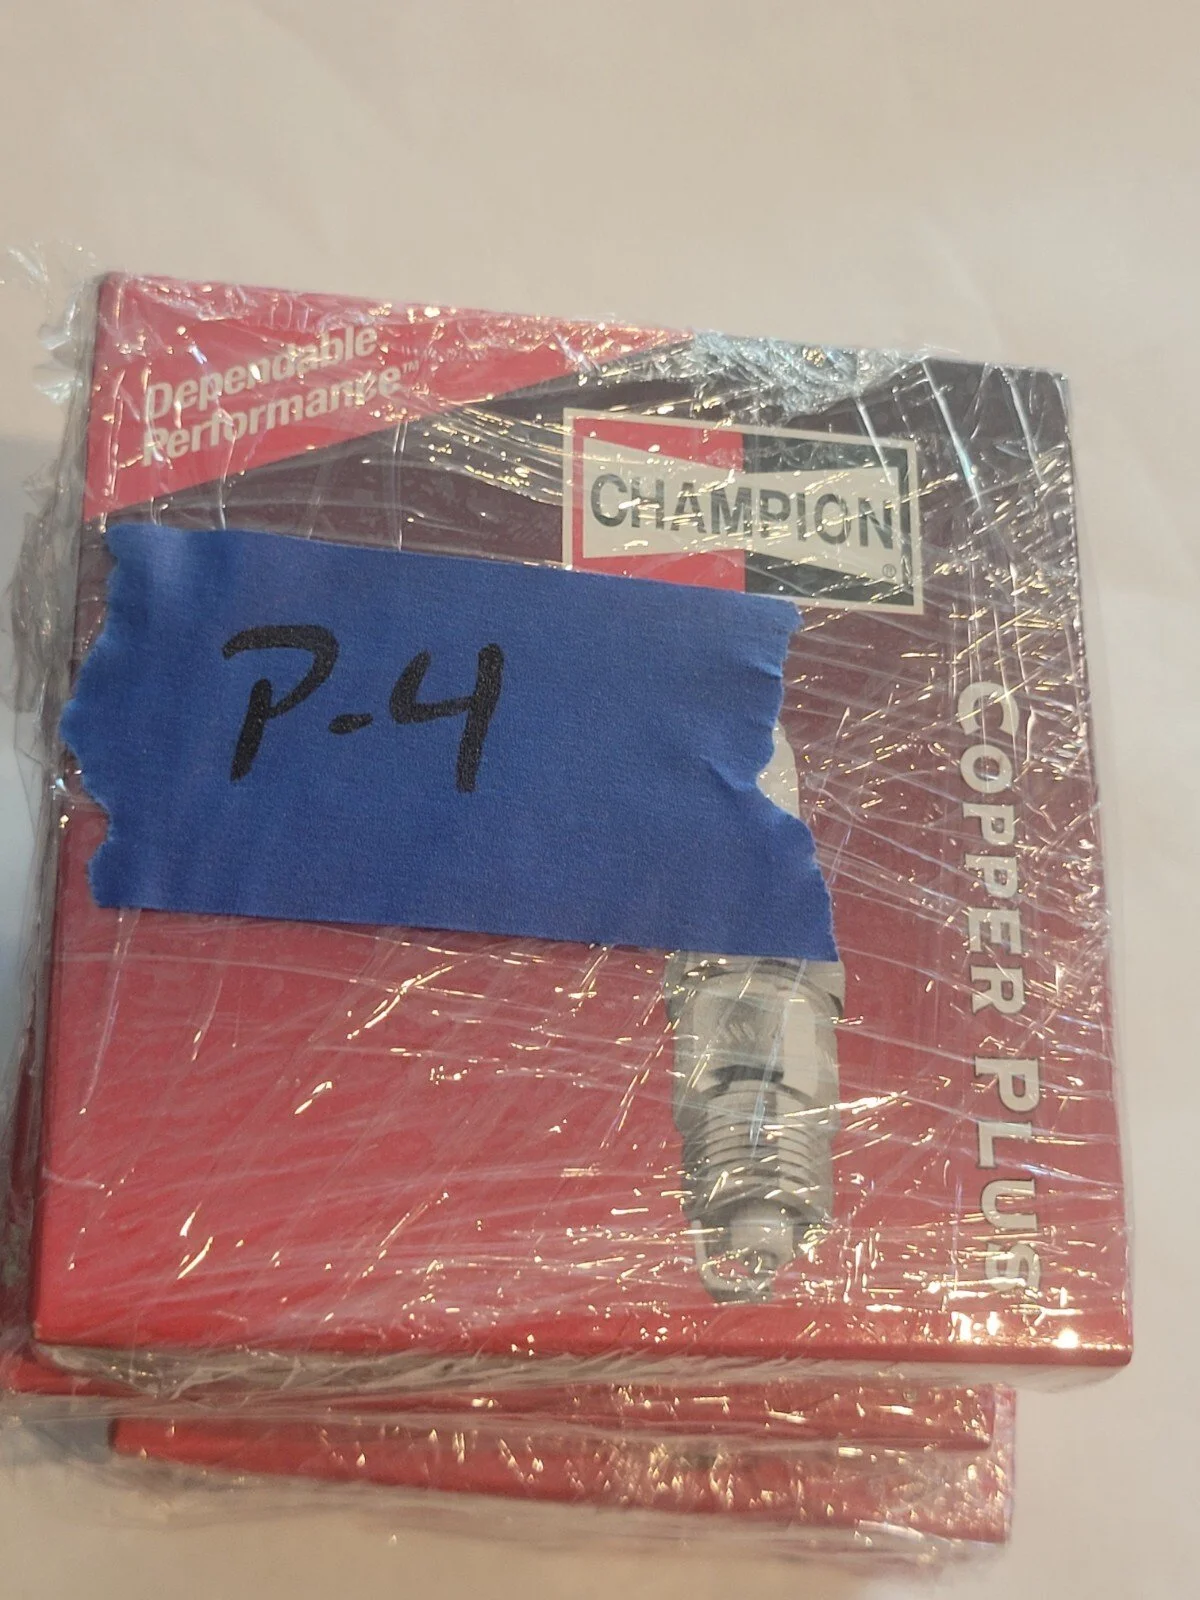 Dependable
Performance™
CHAMPION®
P-4
COPPER PLUS